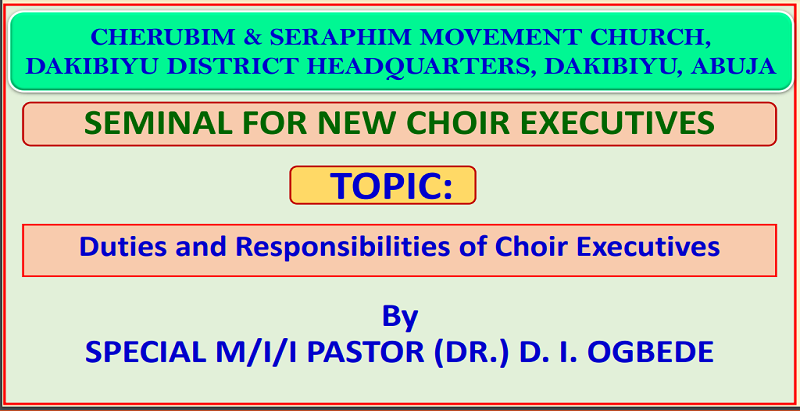 CHERUBIM & SERAPHIM MOVEMENT CHURCH,
DAKIBIYU DISTRICT HEADQUARTERS, DAKIBIYU, ABUJA
SEMINAL FOR NEW CHOIR EXECUTIVES
TOPIC:
Duties and Responsibilities of Choir Executives
By
SPECIAL M/I/I PASTOR (DR.) D. I. OGBEDE